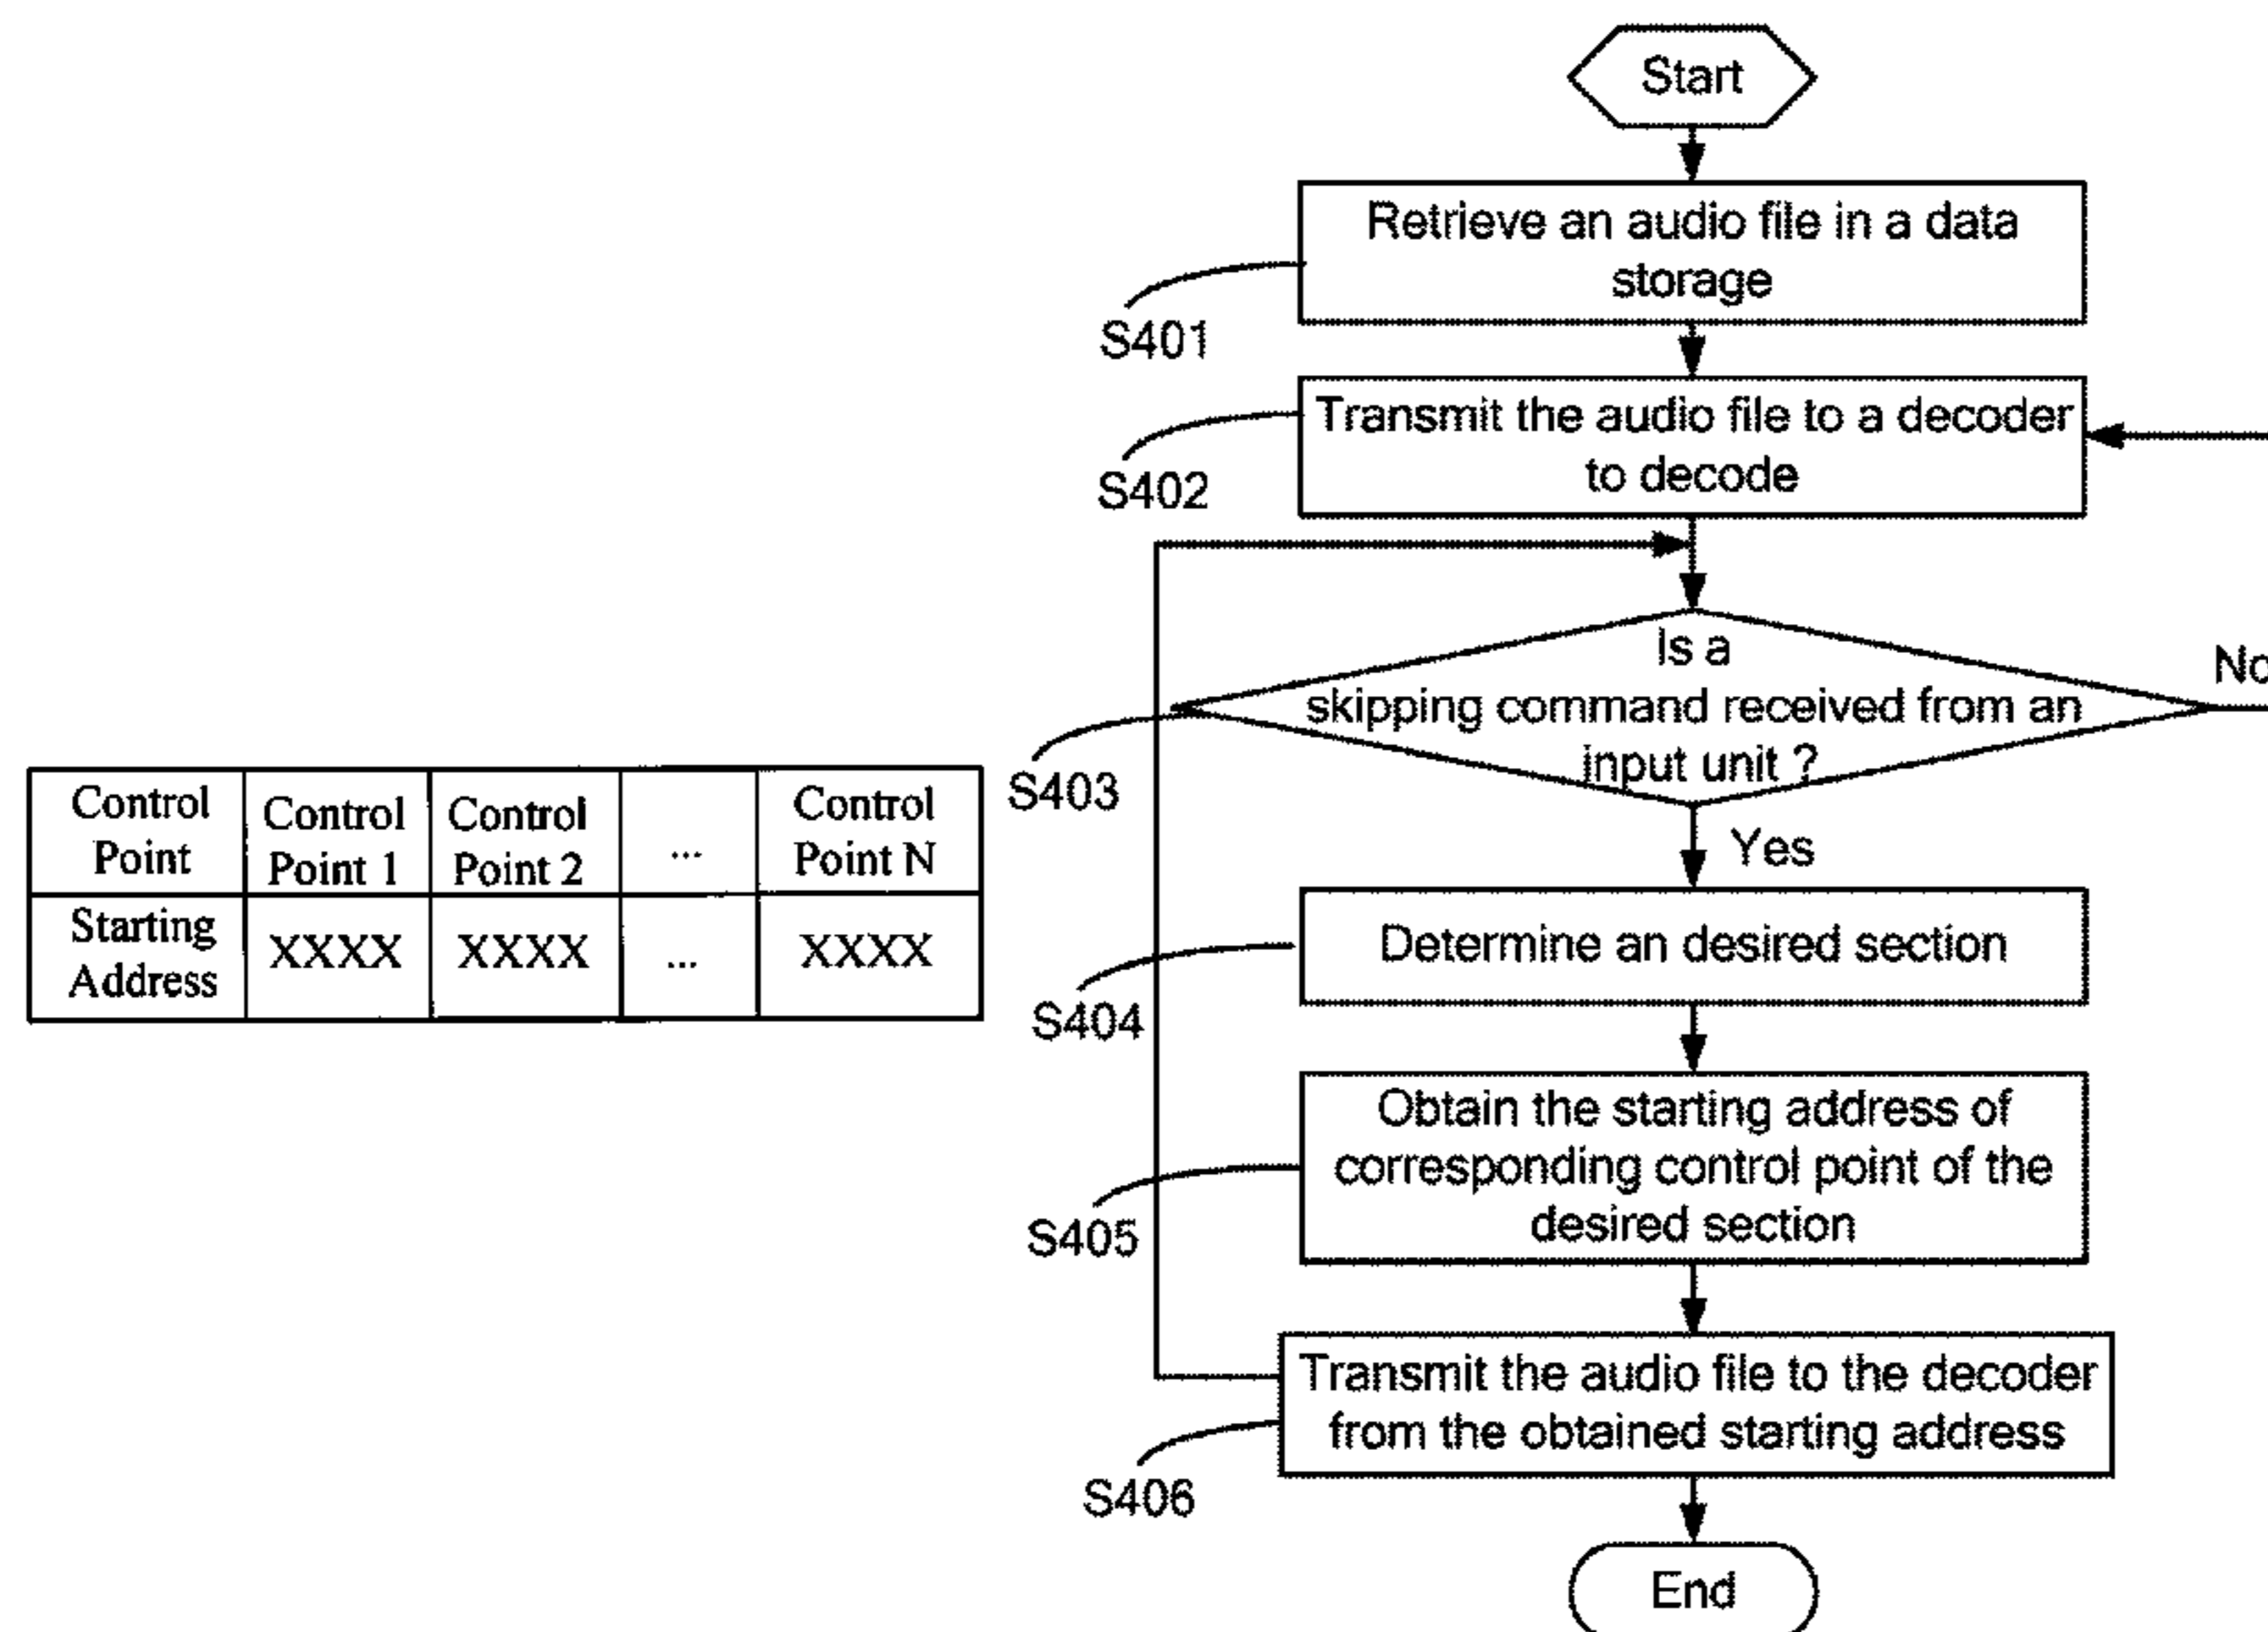 Start
Retrieve an audio file in a data
storage
S401
Transmit the audio file to a decoder
to decode
S402
Is a
skipping command received from an
input unit ?
No
S403
Yes
Determine an desired section
S404
Obtain the starting address of
corresponding control point of the
desired section
S405
Transmit the audio file to the decoder
from the obtained starting address
S406
End
Control
Point
Control
Point 1
Control
Point 2
...
Control
Point N
Starting
Address
XXXX
XXXX
...
XXXX